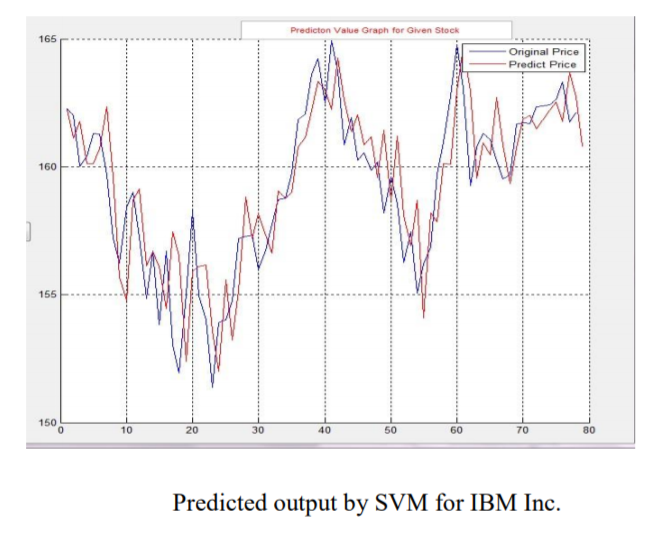 Predicton Value Graph for Given Stock
165
Original Price
Predict Price
160
155
150
0 10 20 30 40 50 60 70 80
Predicted output by SVM for IBM Inc.